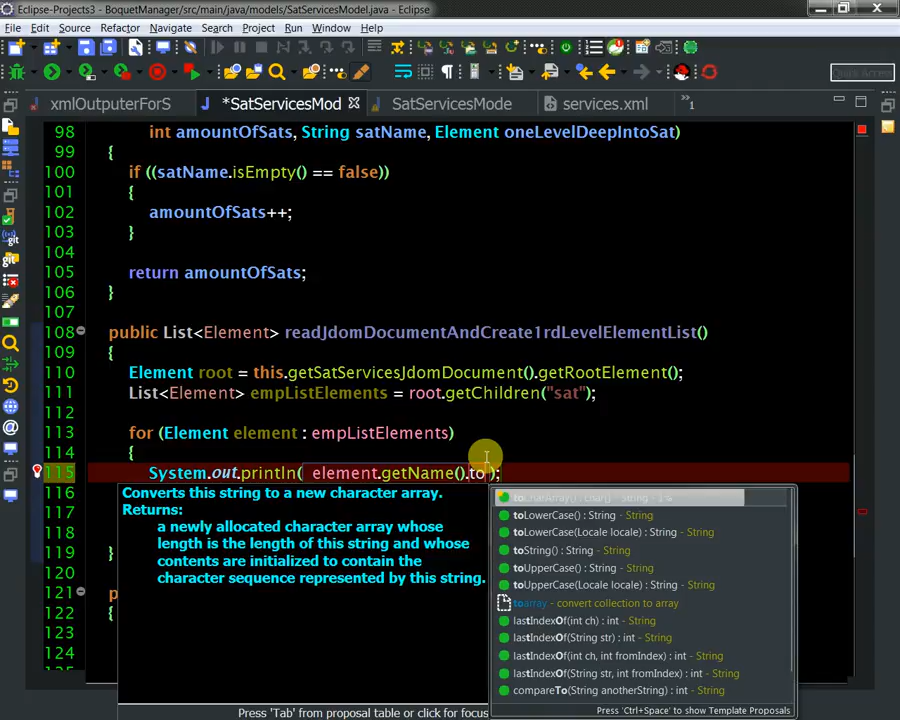 Eclipse-Projects3 - BoquetManager/src/main/java/models/SatServicesModel.java - Eclipse
File Edit Source Refactor Navigate Search Project Run Window Help
Quick Access
xmlOutputerForS *SatServicesMod SatServicesMode services.xml »1
98 int amountOfSats, String satName, Element oneLevelDeepIntoSat)
99 {
100 if ((satName.isEmpty() == false))
101 {
102 amountOfSats++;
103 }
104
105 return amountOfSats;
106 }
107
108 public List<Element> readJdomDocumentAndCreate1rdLevelElementList()
109 {
110 Element root = this.getSatServicesJdomDocument().getRootElement();
111 List<Element> empListElements = root.getChildren("sat");
112
113 for (Element element : empListElements)
114 {
115 System.out.println( element.getName().to );
116
117
118
119 }
120
121 p
122 {
123
124
Converts this string to a new character array.
Returns:
a newly allocated character array whose
length is the length of this string and whose
contents are initialized to contain the
character sequence represented by this string.
toCharArray() : char[] - String
toLowerCase() : String - String
toLowerCase(Locale locale) : String - String
toString() : String - String
toUpperCase() : String - String
toUpperCase(Locale locale) : String - String
toarray - convert collection to array
lastIndexOf(int ch) : int - String
lastIndexOf(String str) : int - String
lastIndexOf(int ch, int fromIndex) : int - String
lastIndexOf(String str, int fromIndex) : int - String
compareTo(String anotherString) : int - String
Press 'Tab' from proposal table or click for focus
Press 'Ctrl+Space' to show Template Proposals